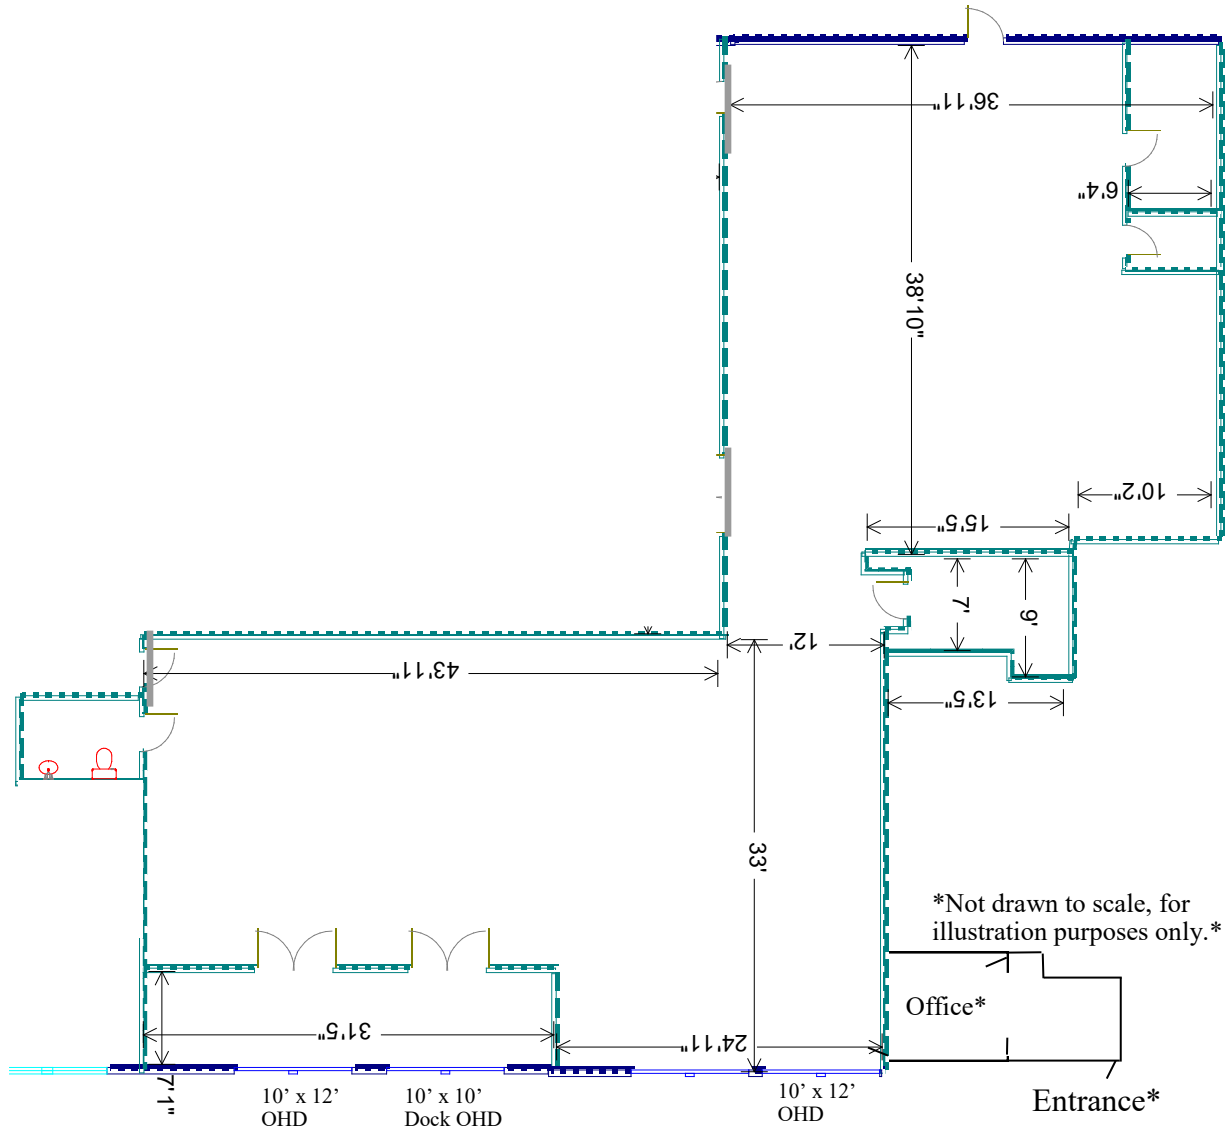 36'11"
6'4"
38'10"
10'2"
15'5"
7'
9'
12'
43'11"
13'5"
33'
*Not drawn to scale, for
illustration purposes only.*
Office*
31'5"
24'11"
7'1"
10’ x 12’
OHD
10’ x 10’
Dock OHD
10’ x 12’
OHD
Entrance*